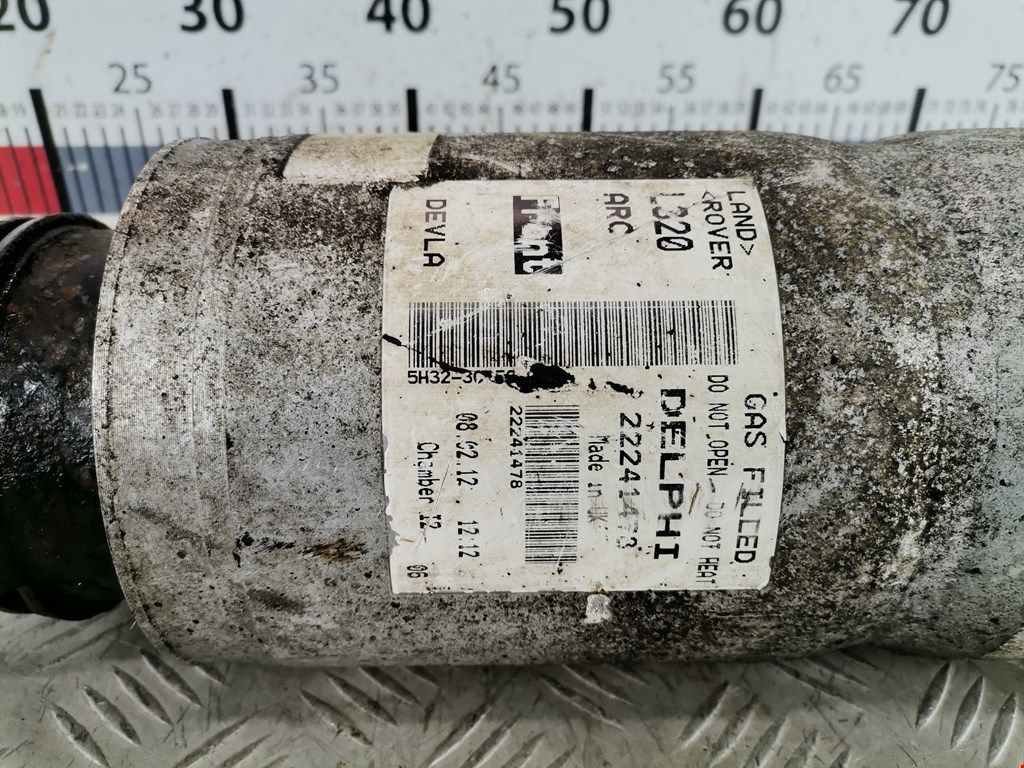 20 30 40 50 60 70
25 35 45 55 65 75
LAND>
<ROVER
L320
ARC
Front
DEVLA
GAS FILLED
DO NOT OPEN - DO NOT HEAT
DELPHI
22241478
Made in UK
22241478
08.02.12 12.12
Chamber 12 06